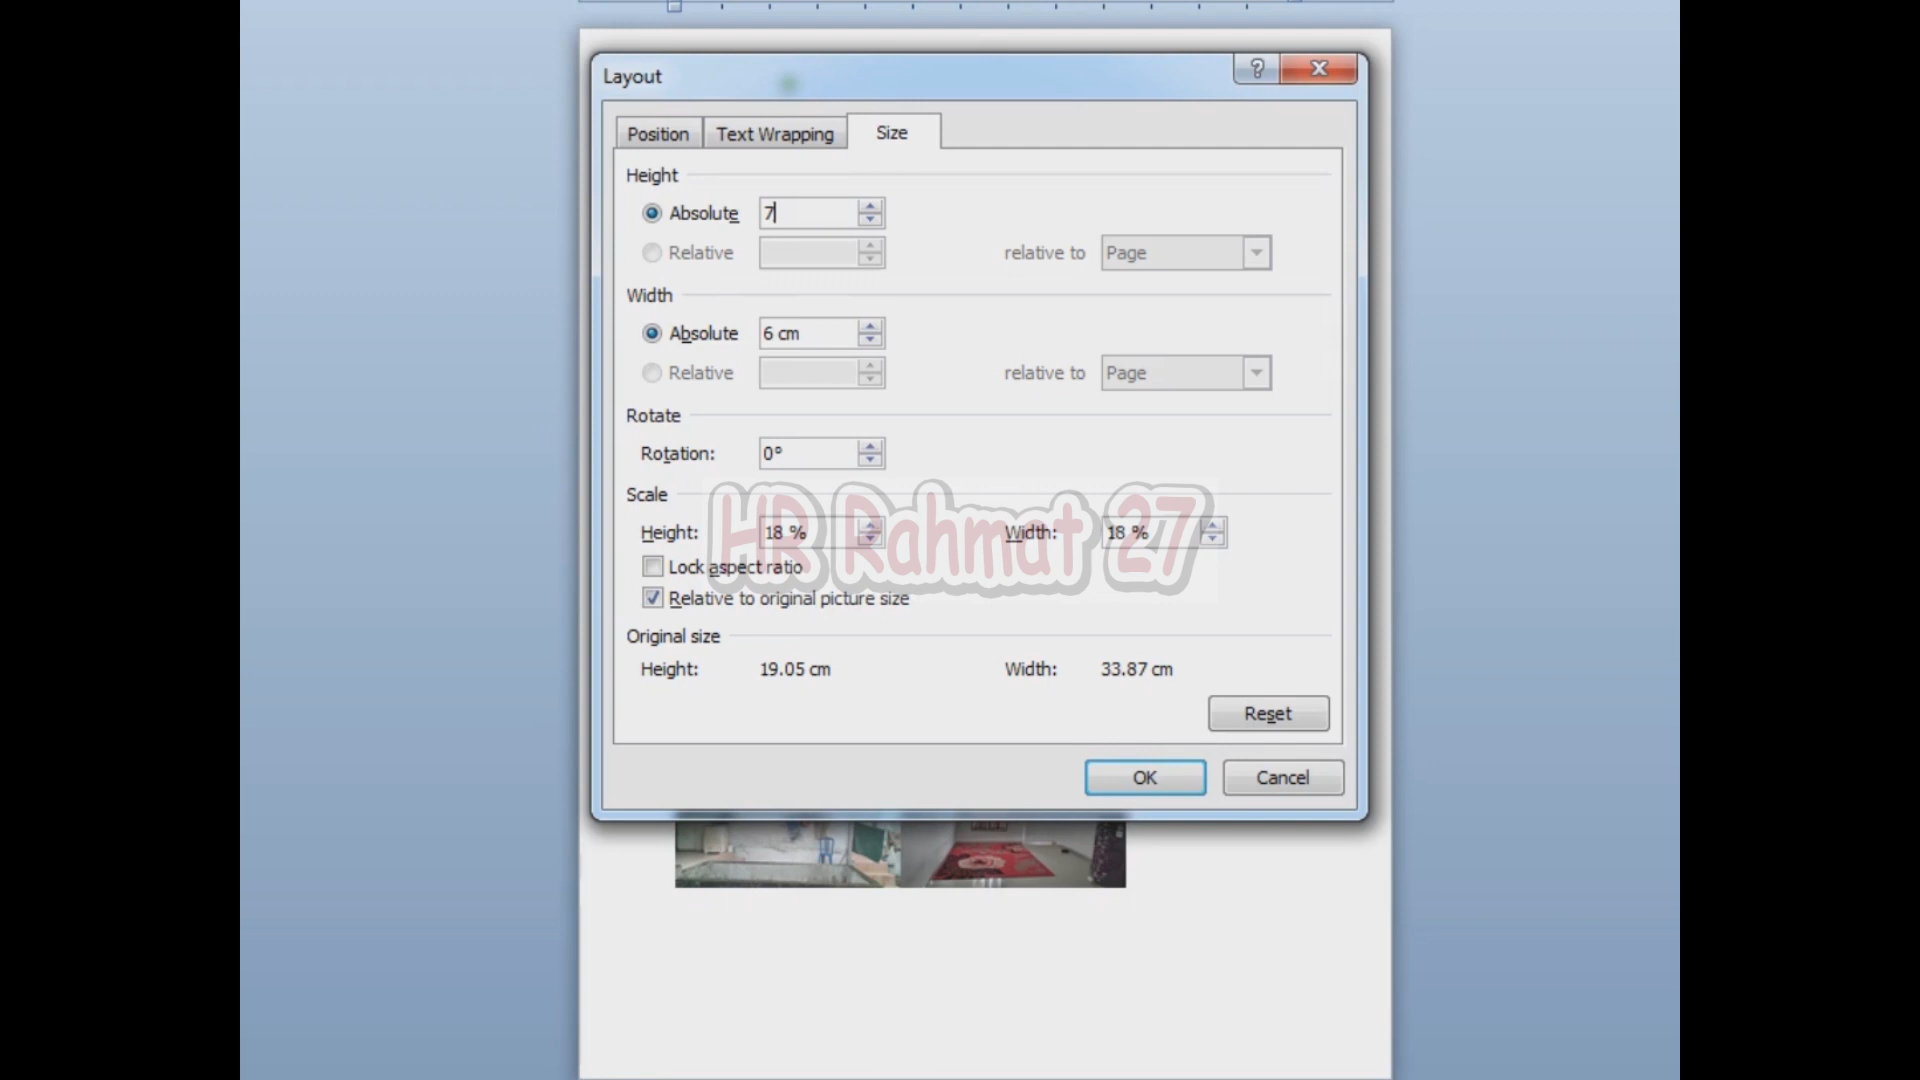 Layout
?
Position Text Wrapping Size
Height
Absolute 7
Relative relative to Page
Width
Absolute 6 cm
Relative relative to Page
Rotate
Rotation: 0°
Scale
Height: 18 % Width: 18 %
HR Rahmat 27
Lock aspect ratio
Relative to original picture size
Original size
Height: 19.05 cm Width: 33.87 cm
Reset
OK Cancel